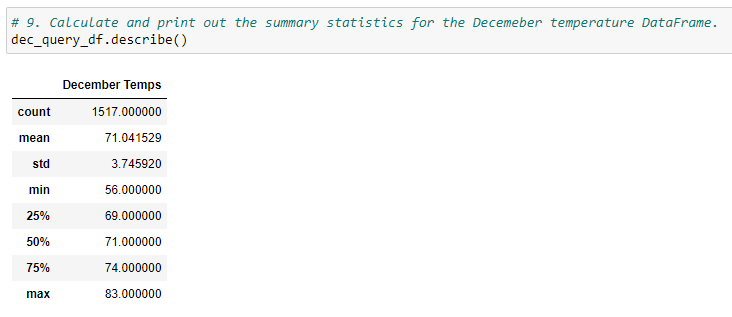 # 9. Calculate and print out the summary statistics for the Decemeber temperature DataFrame.
dec_query_df.describe()
December Temps
count 1517.000000
mean 71.041529
std 3.745920
min 56.000000
25% 69.000000
50% 71.000000
75% 74.000000
max 83.000000